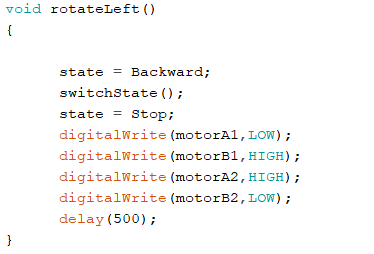 void rotateLeft()
{
state = Backward;
switchState();
state = Stop;
digitalWrite(motorA1,LOW);
digitalWrite(motorB1,HIGH);
digitalWrite(motorA2,HIGH);
digitalWrite(motorB2,LOW);
delay(500);
}